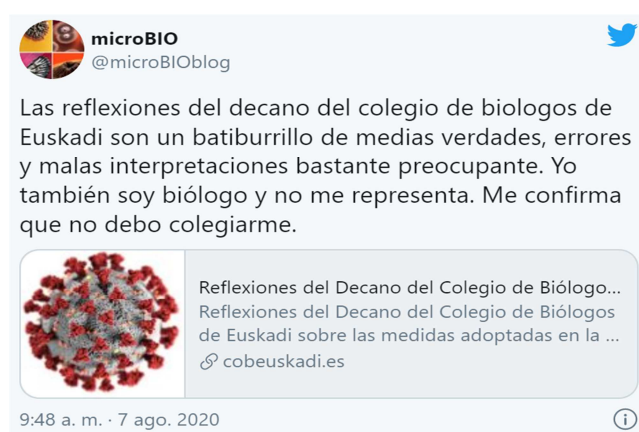 microBIO
@microBIOblog
Las reflexiones del decano del colegio de biologos de
Euskadi son un batiburrillo de medias verdades, errores
y malas interpretaciones bastante preocupante. Yo
también soy biólogo y no me representa. Me confirma
que no debo colegiarme.
Reflexiones del Decano del Colegio de Biólogo...
Reflexiones del Decano del Colegio de Biólogos
de Euskadi sobre las medidas adoptadas en la ...
cobeuskadi.es
9:48 a. m. · 7 ago. 2020